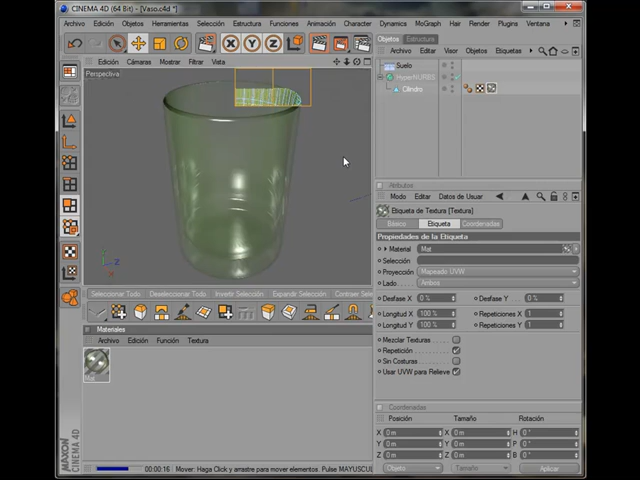 CINEMA 4D (64 Bit) - [Vaso.c4d *]
Archivo Edición Objetos Herramientas Selección Estructura Funciones Animación Character Dynamics MoGraph Hair Render Plugins Ventana
Objetos Estructura
Archivo Editar Visor Objetos Etiquetas
Suelo
HyperNURBS
Cilindro
Edición Cámaras Mostrar Filtrar Vista
Perspectiva
X Y Z
Atributos
Modo Editar Datos de Usuar
Etiqueta de Textura [Textura]
Básico Etiqueta Coordenadas
Propiedades de la Etiqueta
Material Mat
Selección
Proyección Mapeado UVW
Lado Ambos
Desfase X 0 % Desfase Y 0 %
Longitud X 100 % Repeticiones X 1
Longitud Y 100 % Repeticiones Y 1
Mezclar Texturas
Repetición
Sin Costuras
Usar UVW para Relieve
Seleccionar Todo Deseleccionar Todo Invertir Selección Expandir Selección Contraer Selec
Materiales
Archivo Edición Función Textura
Mat
Coordenadas
Posición Tamaño Rotación
X 0 m X 0 m H 0 °
Y 0 m Y 0 m P 0 °
Z 0 m Z 0 m B 0 °
Objeto Tamaño Aplicar
MAXON
CINEMA 4D
00:00:16 Mover: Haga Click y arrastre para mover elementos. Pulse MAYUSCUL